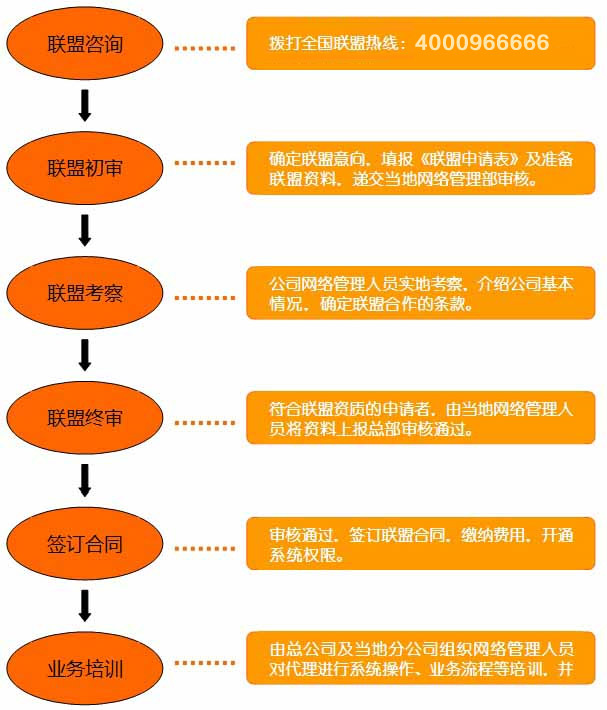 联盟咨询
拨打全国联盟热线：4000966666
联盟初审
确定联盟意向，填报《联盟申请表》及准备
联盟资料，递交当地网络管理部审核。
联盟考察
公司网络管理人员实地考察，介绍公司基本
情况，确定联盟合作的条款。
联盟终审
符合联盟资质的申请者，由当地网络管理人
员将资料上报总部审核通过。
签订合同
审核通过，签订联盟合同，缴纳费用，开通
系统权限。
业务培训
由总公司及当地分公司组织网络管理人员
对代理进行系统操作、业务流程等培训，并